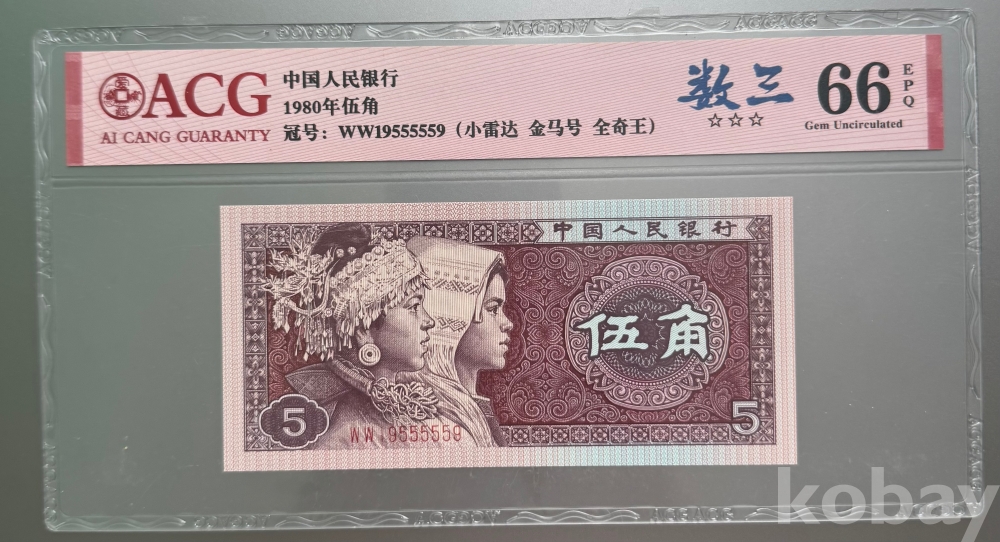 ACG
AI CANG GUARANTY
中国人民银行
1980年伍角
冠号：WW19555559（小雷达 金马号 全奇王）
数三
☆☆☆
66
EPQ
Gem Uncirculated
中国人民银行
伍角
5
WW19555559
5
kobay